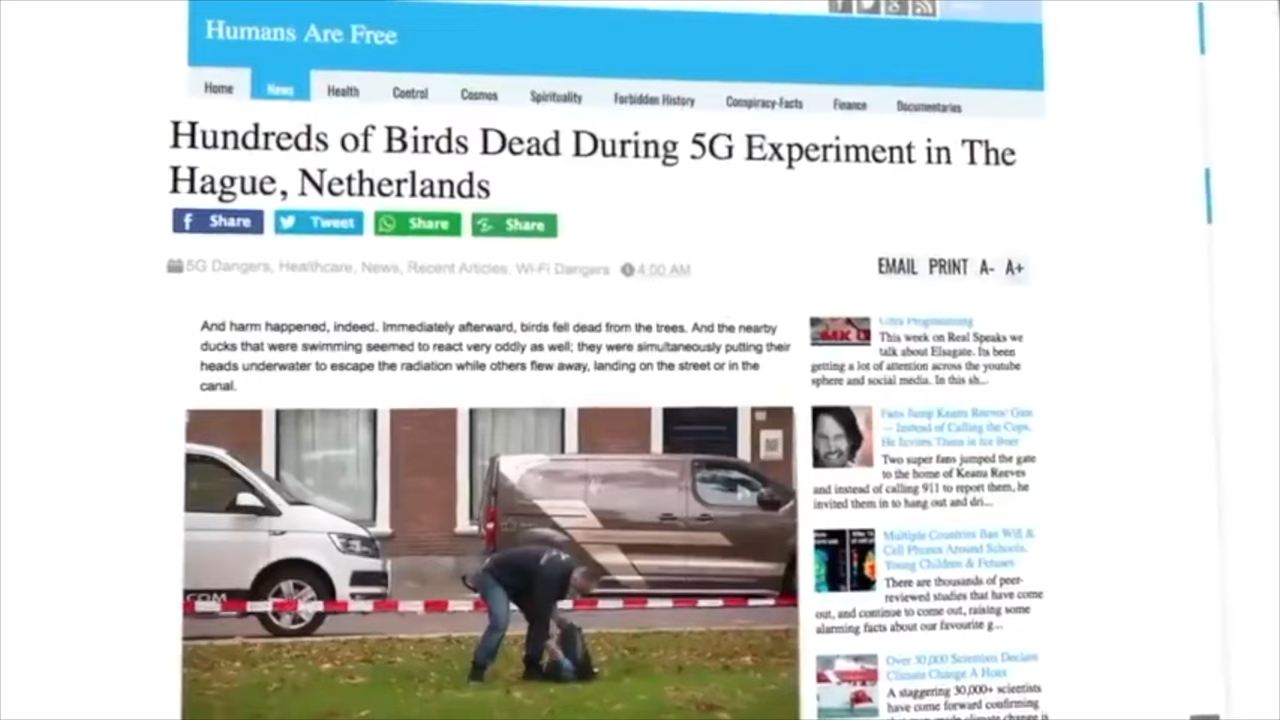 Humans Are Free
Home News Health Control Cosmos Spirituality Forbidden History Conspiracy-Facts Finance Documentaries
Hundreds of Birds Dead During 5G Experiment in The
Hague, Netherlands
Share Tweet Share Share
5G Dangers, Healthcare, News, Recent Articles, Wi-Fi Dangers 4:00 AM
EMAIL PRINT A- A+
And harm happened, indeed. Immediately afterward, birds fell dead from the trees. And the nearby
ducks that were swimming seemed to react very oddly as well; they were simultaneously putting their
heads underwater to escape the radiation while others flew away, landing on the street or in the
canal.
.COM
MK U
Ultra Programming
This week on Real Speaks we
talk about Elsagate. Its been
getting a lot of attention across the youtube
sphere and social media. In this sh...
Fans Jump Keanu Reeves' Gate
— Instead of Calling the Cops,
He Invites Them in for Beer
Two super fans jumped the gate
to the home of Keanu Reeves
and instead of calling 911 to report them, he
invited them in to hang out and dri...
Multiple Countries Ban Wifi &
Cell Phones Around Schools,
Young Children & Fetuses
There are thousands of peer-
reviewed studies that have come
out, and continue to come out, raising some
alarming facts about our favourite g...
Over 30,000 Scientists Declare
Climate Change A Hoax
A staggering 30,000+ scientists
have come forward confirming
that man-made climate change is